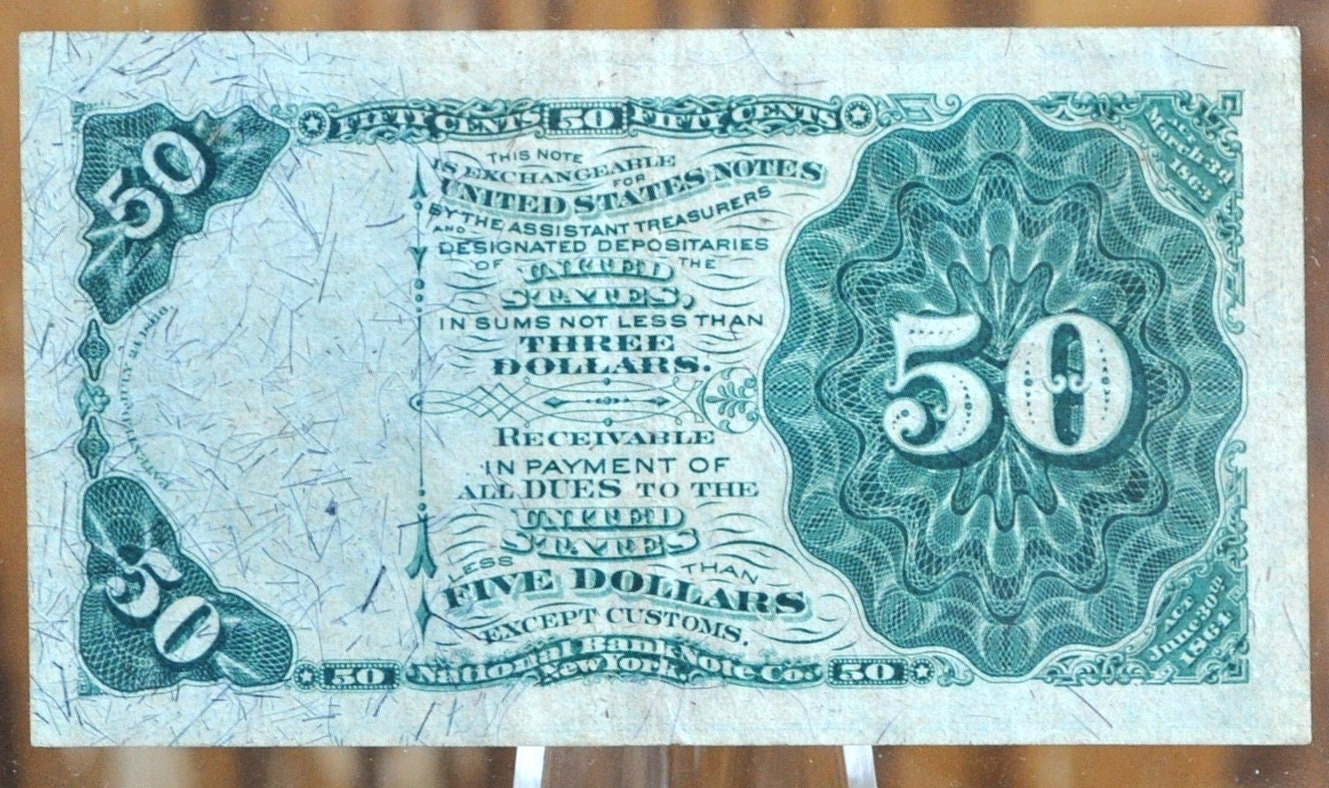 FIFTY CENTS 50 FIFTY CENTS
50
THIS NOTE
IS EXCHANGEABLE
FOR
UNITED STATES NOTES
BY THE ASSISTANT TREASURERS
AND
DESIGNATED DEPOSITARIES
OF THE
UNITED
STATES,
IN SUMS NOT LESS THAN
THREE
DOLLARS.
RECEIVABLE
IN PAYMENT OF
ALL DUES TO THE
UNITED
STATES
LESS THAN
FIVE DOLLARS
EXCEPT CUSTOMS.
50 National Bank Note Co. 50
New York.
50
50
ACT
March 3d
1863
ACT
June 30th
1864